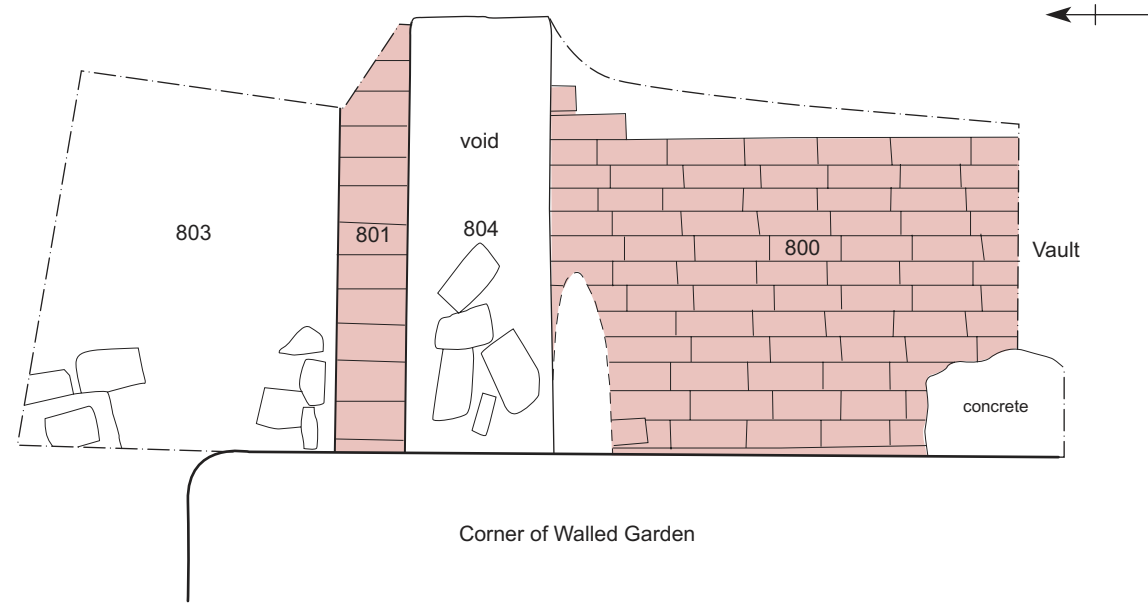 void
803
801
804
800
Vault
concrete
Corner of Walled Garden